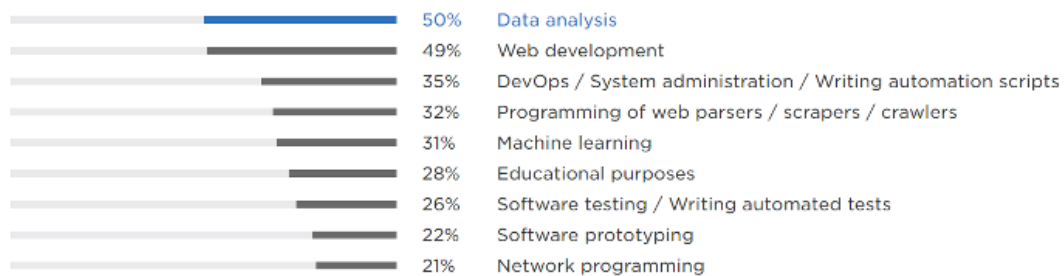 50% Data analysis
49% Web development
35% DevOps / System administration / Writing automation scripts
32% Programming of web parsers / scrapers / crawlers
31% Machine learning
28% Educational purposes
26% Software testing / Writing automated tests
22% Software prototyping
21% Network programming